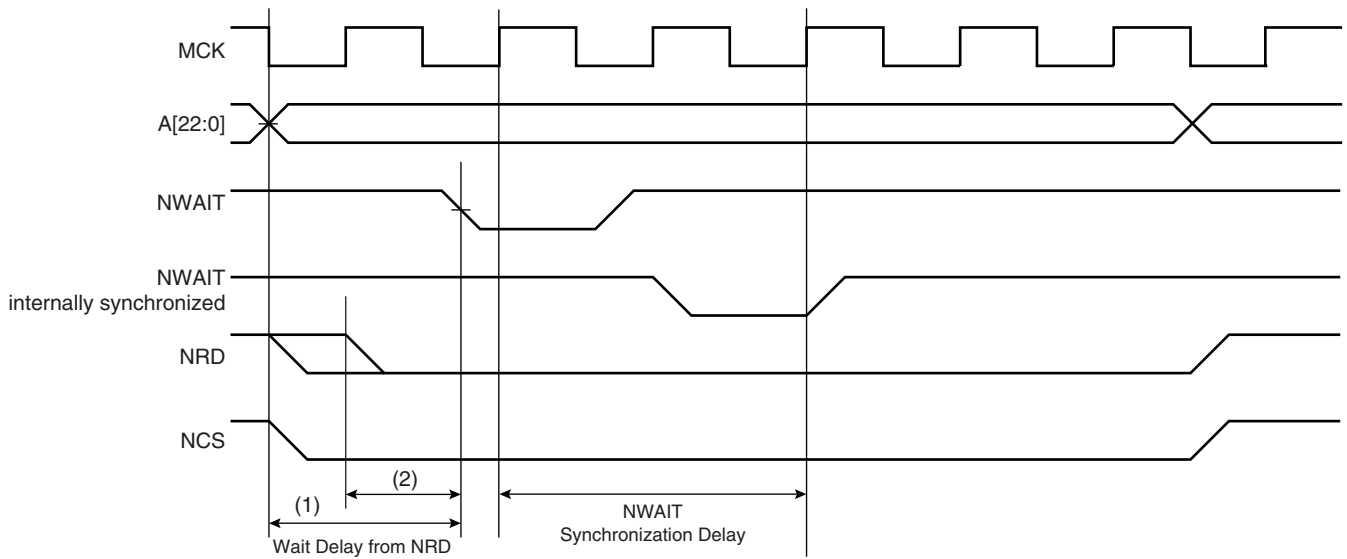 MCK
A[22:0]
NWAIT
NWAIT
internally synchronized
NRD
NCS
(2)
(1)
Wait Delay from NRD
NWAIT
Synchronization Delay